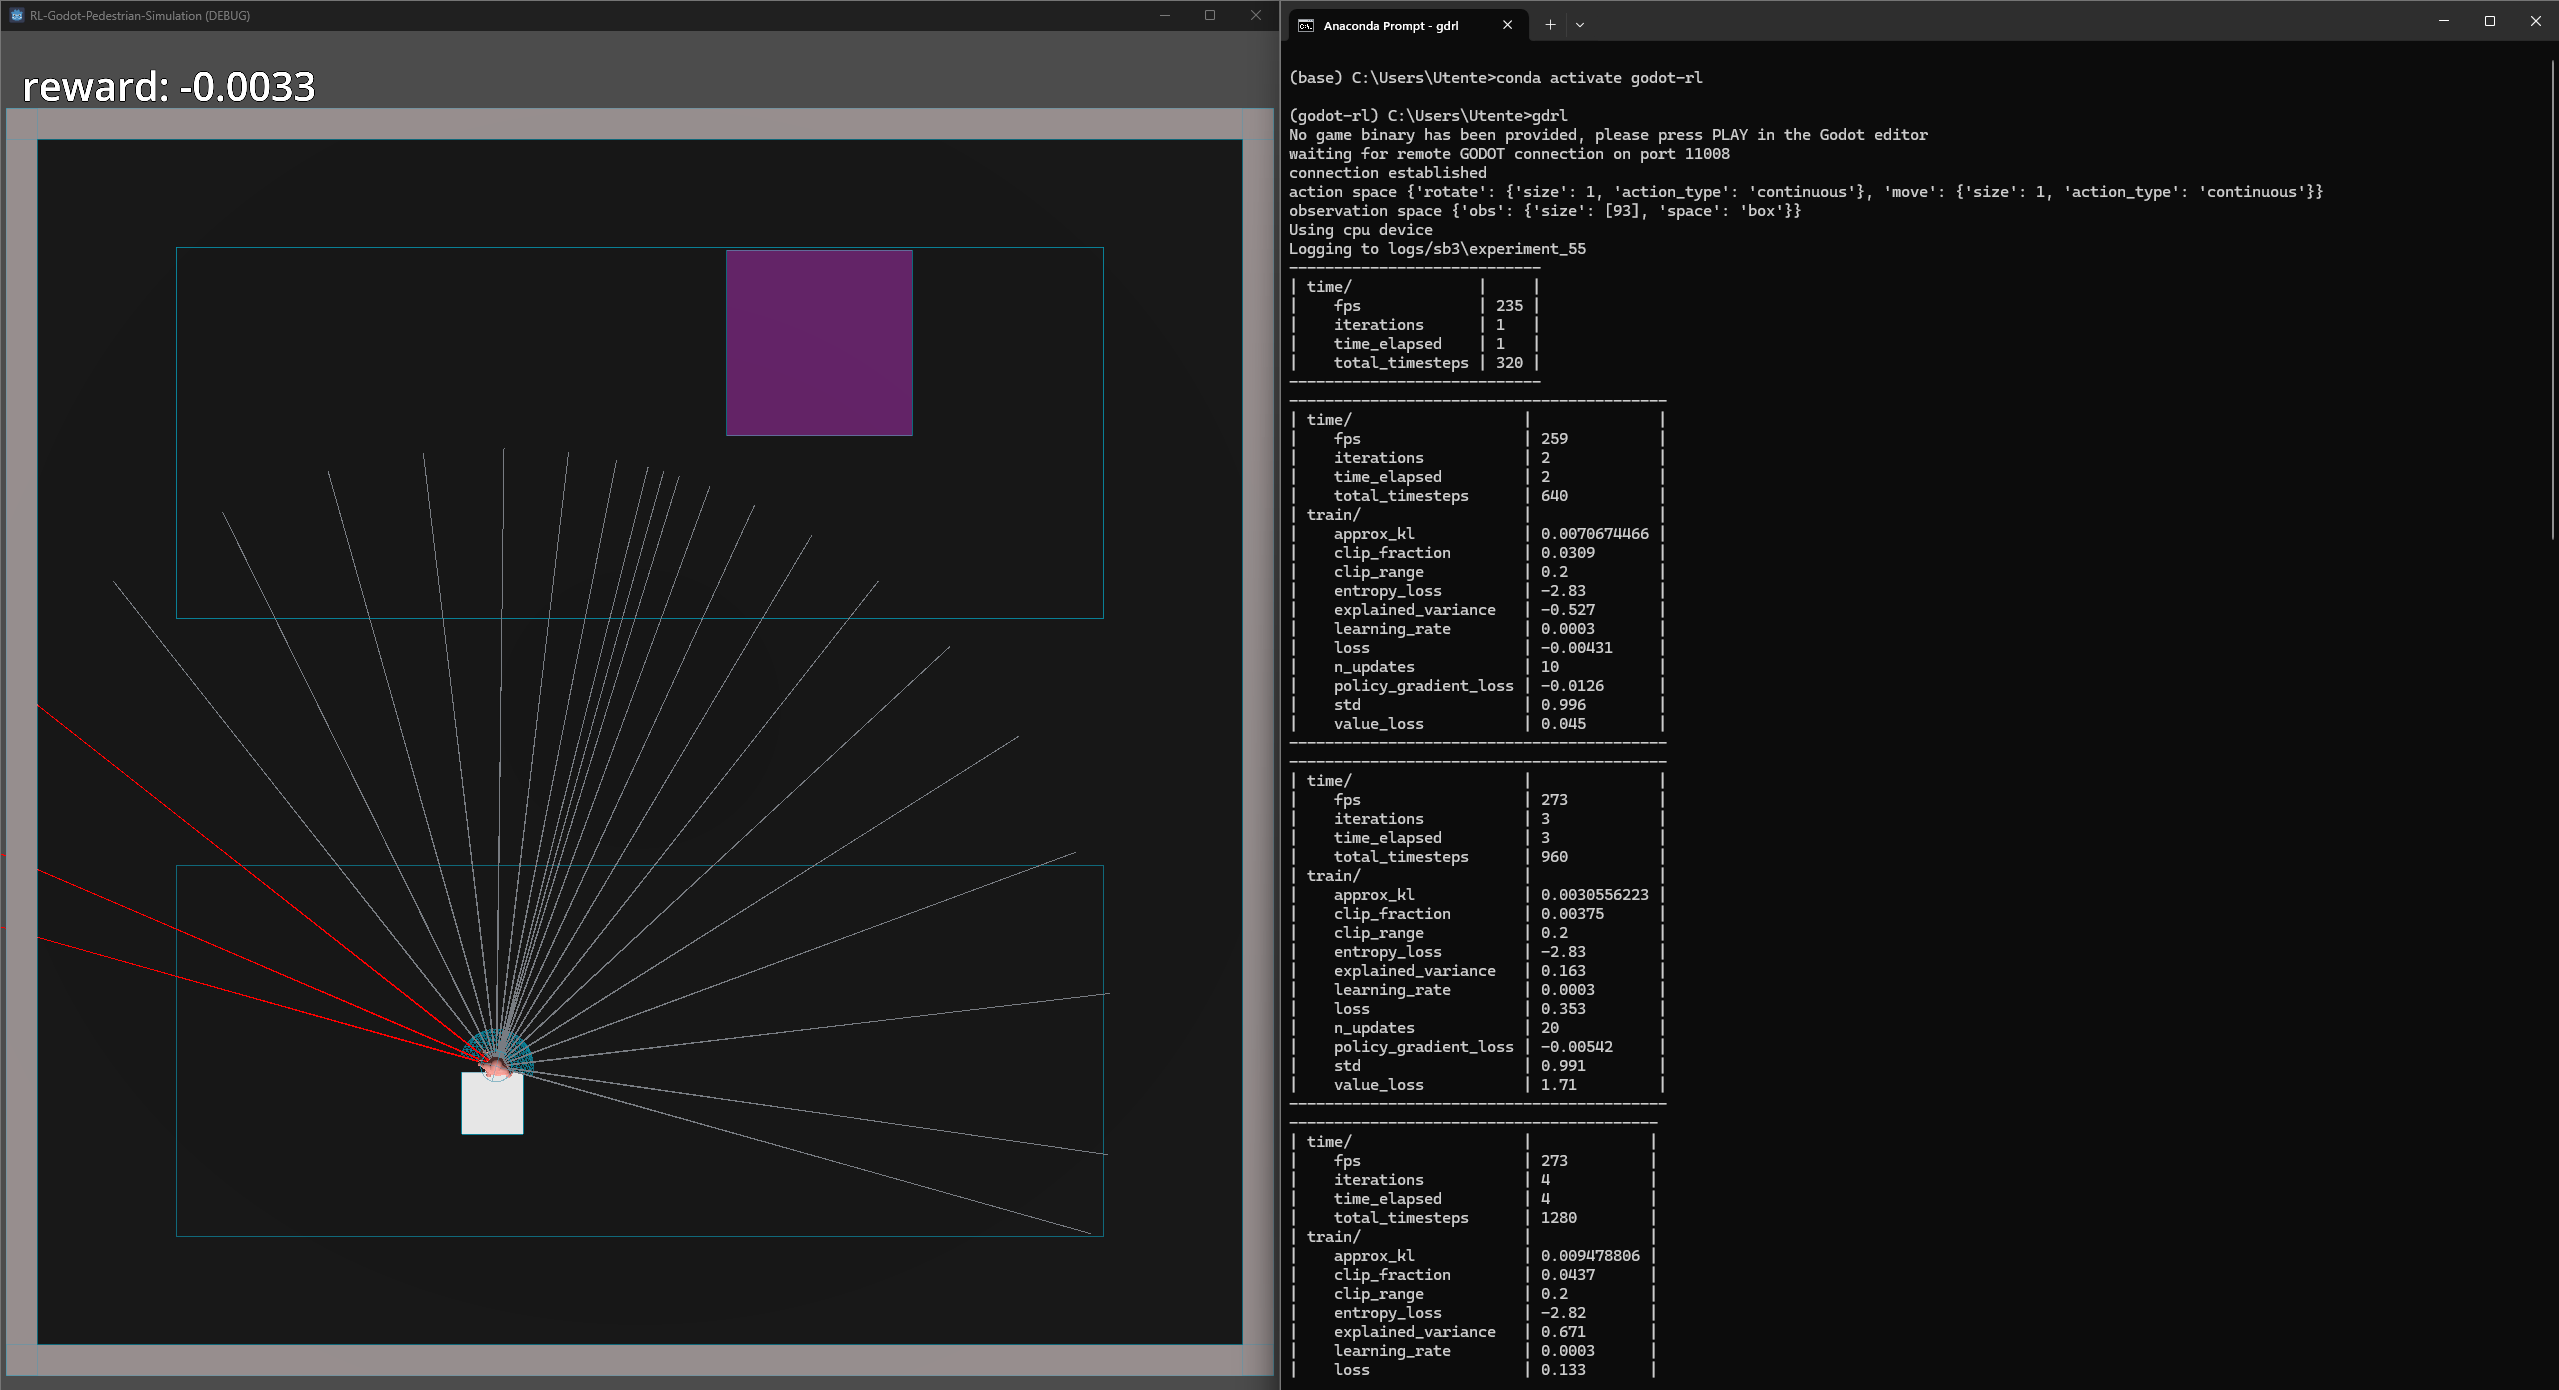 RL-Godot-Pedestrian-Simulation (DEBUG)
reward: -0.0033
Anaconda Prompt - gdrl
(base) C:\Users\Utente>conda activate godot-rl
(godot-rl) C:\Users\Utente>gdrl
No game binary has been provided, please press PLAY in the Godot editor
waiting for remote GODOT connection on port 11008
connection established
action space {'rotate': {'size': 1, 'action_type': 'continuous'}, 'move': {'size': 1, 'action_type': 'continuous'}}
observation space {'obs': {'size': [93], 'space': 'box'}}
Using cpu device
Logging to logs/sb3\experiment_55
----------------------------
| time/              |     |
|    fps             | 235 |
|    iterations      | 1   |
|    time_elapsed    | 1   |
|    total_timesteps | 320 |
----------------------------
------------------------------------------
| time/                   |              |
|    fps                  | 259          |
|    iterations           | 2            |
|    time_elapsed         | 2            |
|    total_timesteps      | 640          |
| train/                  |              |
|    approx_kl            | 0.0070674466 |
|    clip_fraction        | 0.0309       |
|    clip_range           | 0.2          |
|    entropy_loss         | -2.83        |
|    explained_variance   | -0.527       |
|    learning_rate        | 0.0003       |
|    loss                 | -0.00431     |
|    n_updates            | 10           |
|    policy_gradient_loss | -0.0126      |
|    std                  | 0.996        |
|    value_loss           | 0.045        |
------------------------------------------
------------------------------------------
| time/                   |              |
|    fps                  | 273          |
|    iterations           | 3            |
|    time_elapsed         | 3            |
|    total_timesteps      | 960          |
| train/                  |              |
|    approx_kl            | 0.0030556223 |
|    clip_fraction        | 0.00375      |
|    clip_range           | 0.2          |
|    entropy_loss         | -2.83        |
|    explained_variance   | 0.163        |
|    learning_rate        | 0.0003       |
|    loss                 | 0.353        |
|    n_updates            | 20           |
|    policy_gradient_loss | -0.00542     |
|    std                  | 0.991        |
|    value_loss           | 1.71         |
------------------------------------------
-----------------------------------------
| time/                   |             |
|    fps                  | 273         |
|    iterations           | 4           |
|    time_elapsed         | 4           |
|    total_timesteps      | 1280        |
| train/                  |             |
|    approx_kl            | 0.009478806 |
|    clip_fraction        | 0.0437      |
|    clip_range           | 0.2         |
|    entropy_loss         | -2.82       |
|    explained_variance   | 0.671       |
|    learning_rate        | 0.0003      |
|    loss                 | 0.133       |